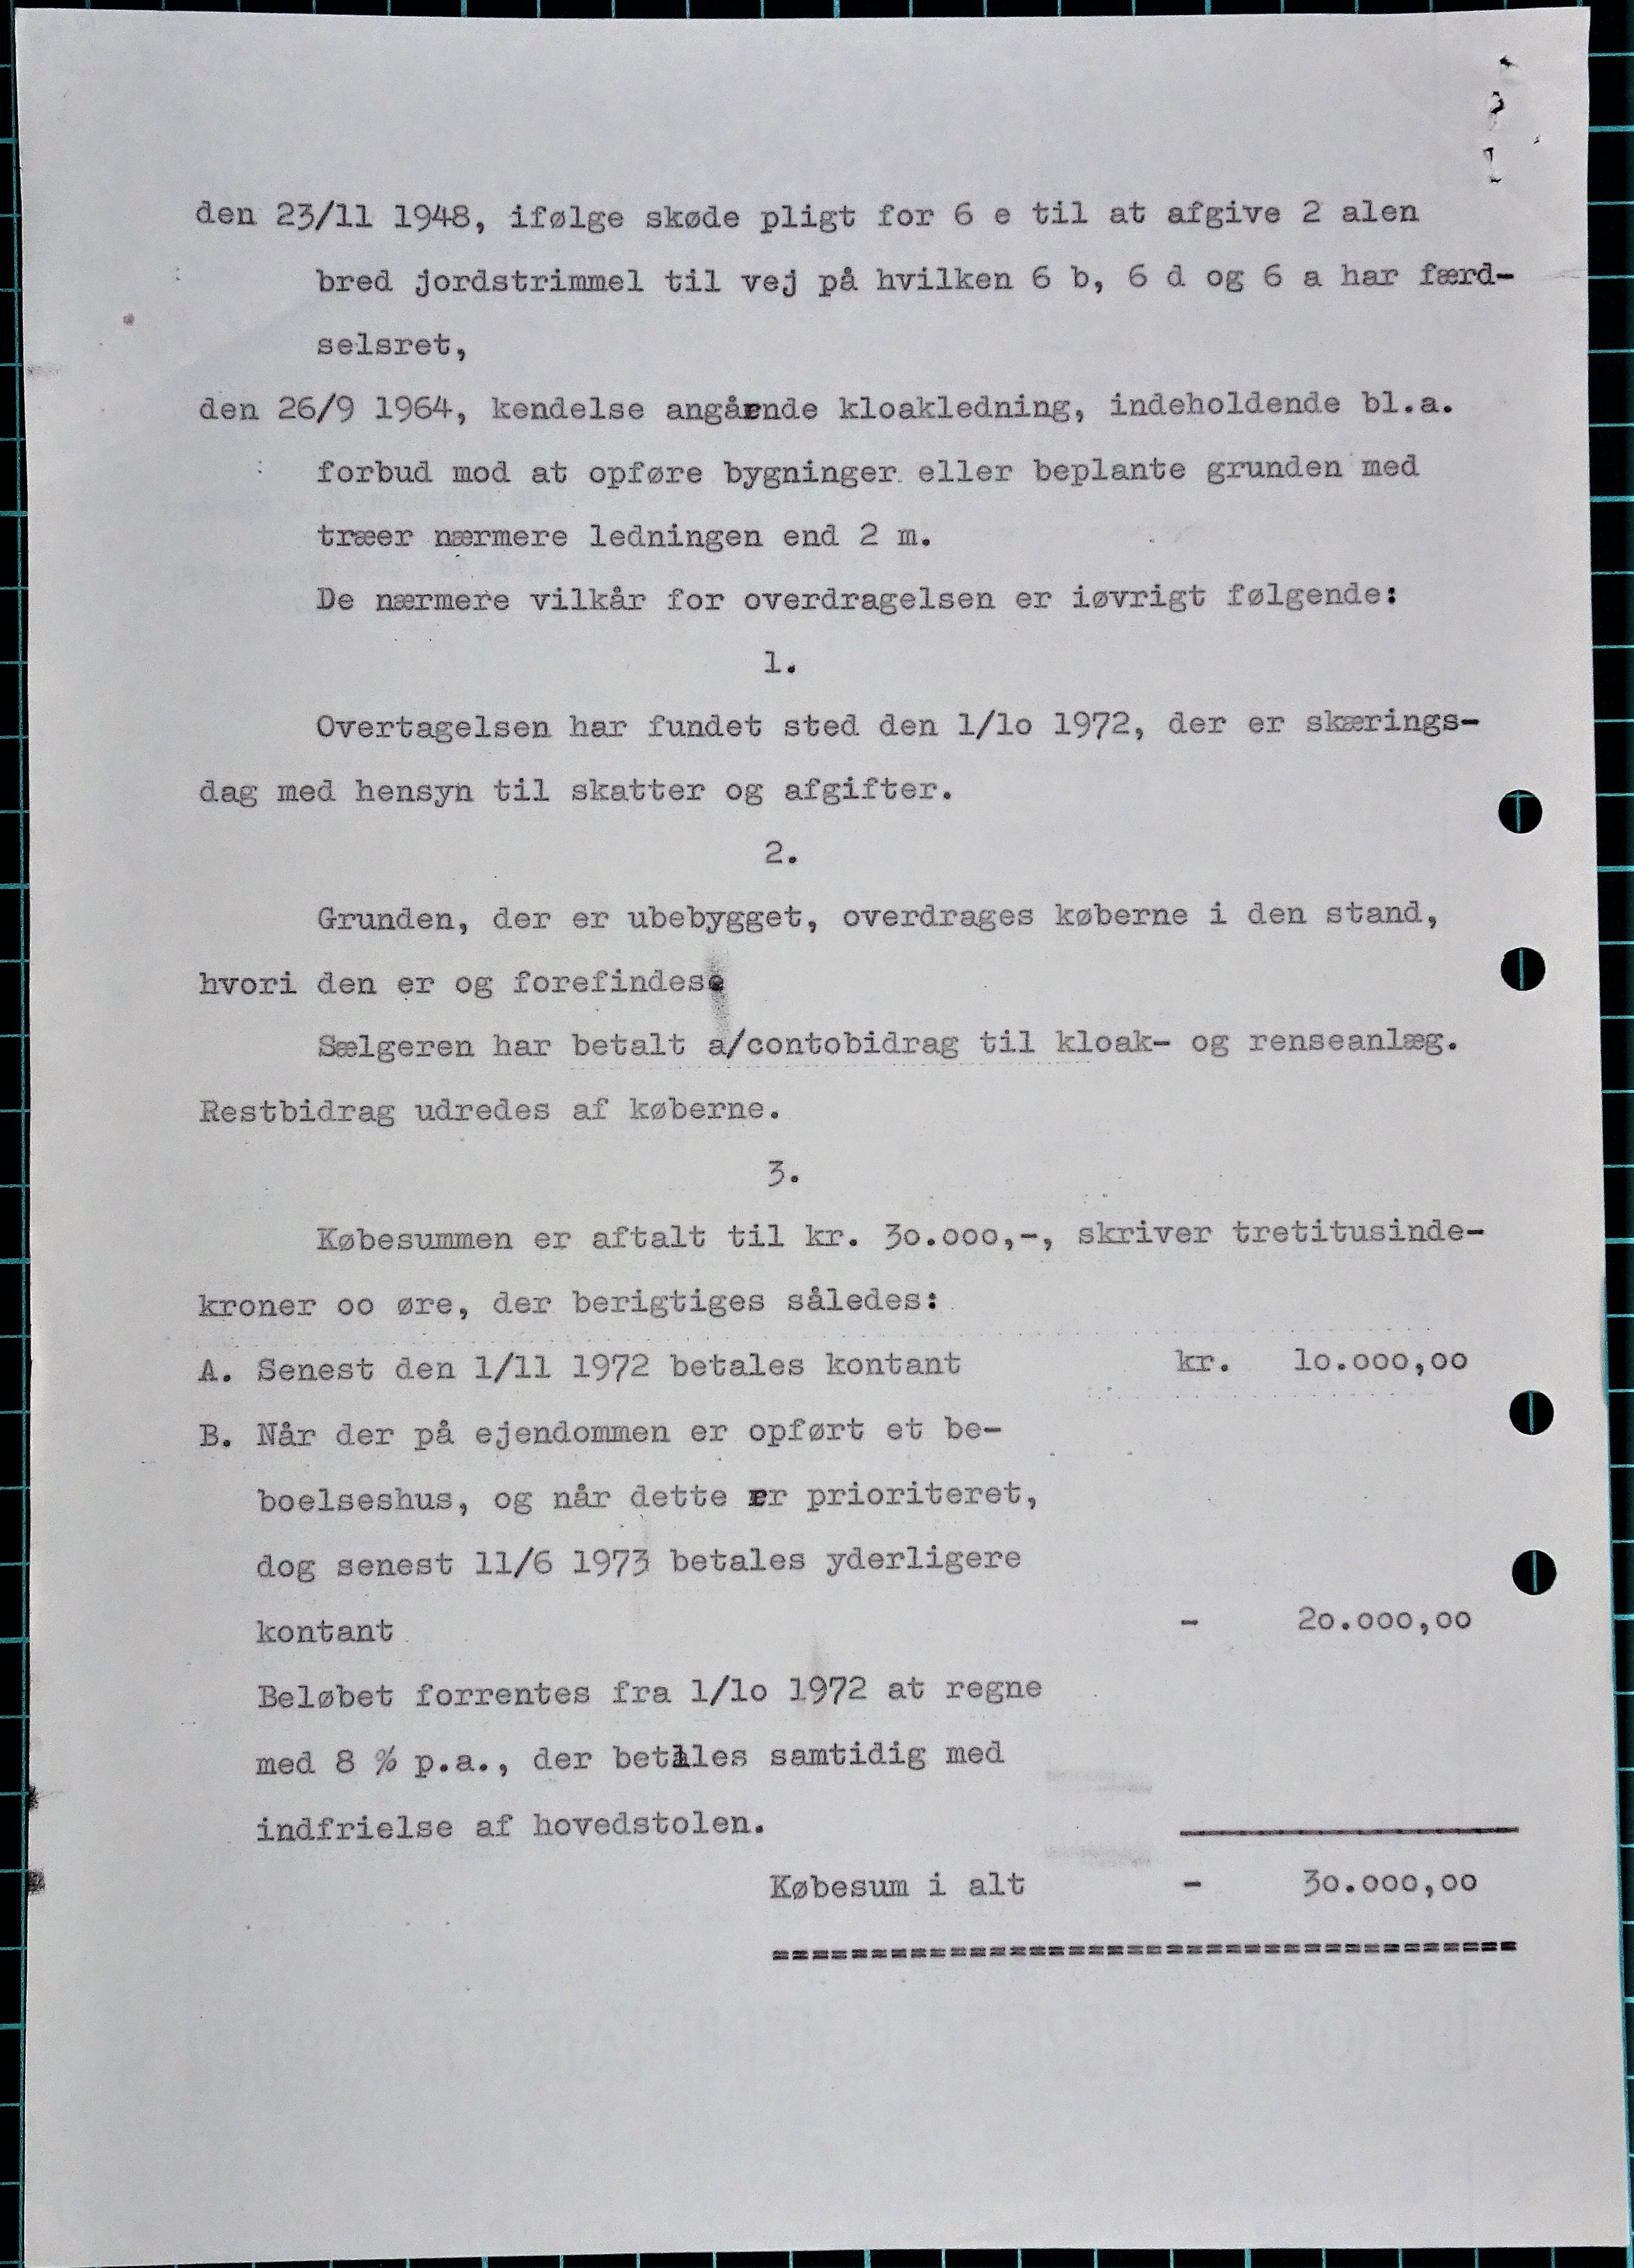 den 23/11 1948, ifølge skøde pligt for 6 e til at afgive 2 alen
bred jordstrimmel til vej på hvilken 6 b, 6 d og 6 a har færd-
selsret,
den 26/9 1964, kendelse angående kloakledning, indeholdende bl.a.
forbud mod at opføre bygninger eller beplante grunden med
træer nærmere ledningen end 2 m.
De nærmere vilkår for overdragelsen er iøvrigt følgende:
1.
Overtagelsen har fundet sted den 1/lo 1972, der er skærings-
dag med hensyn til skatter og afgifter.
2.
Grunden, der er ubebygget, overdrages køberne i den stand,
hvori den er og forefindes.
Sælgeren har betalt a/contobidrag til kloak- og renseanlæg.
Restbidrag udredes af køberne.
3.
Købesummen er aftalt til kr. 3o.ooo,-, skriver tretitusinde-
kroner oo øre, der berigtiges således:
A. Senest den 1/11 1972 betales kontant kr. lo.ooo,oo
B. Når der på ejendommen er opført et be-
boelseshus, og når dette er prioriteret,
dog senest 11/6 1973 betales yderligere
kontant - 2o.ooo,oo
Beløbet forrentes fra 1/lo 1972 at regne
med 8 % p.a., der betales samtidig med
indfrielse af hovedstolen.
Købesum i alt - 3o.ooo,oo
======================================